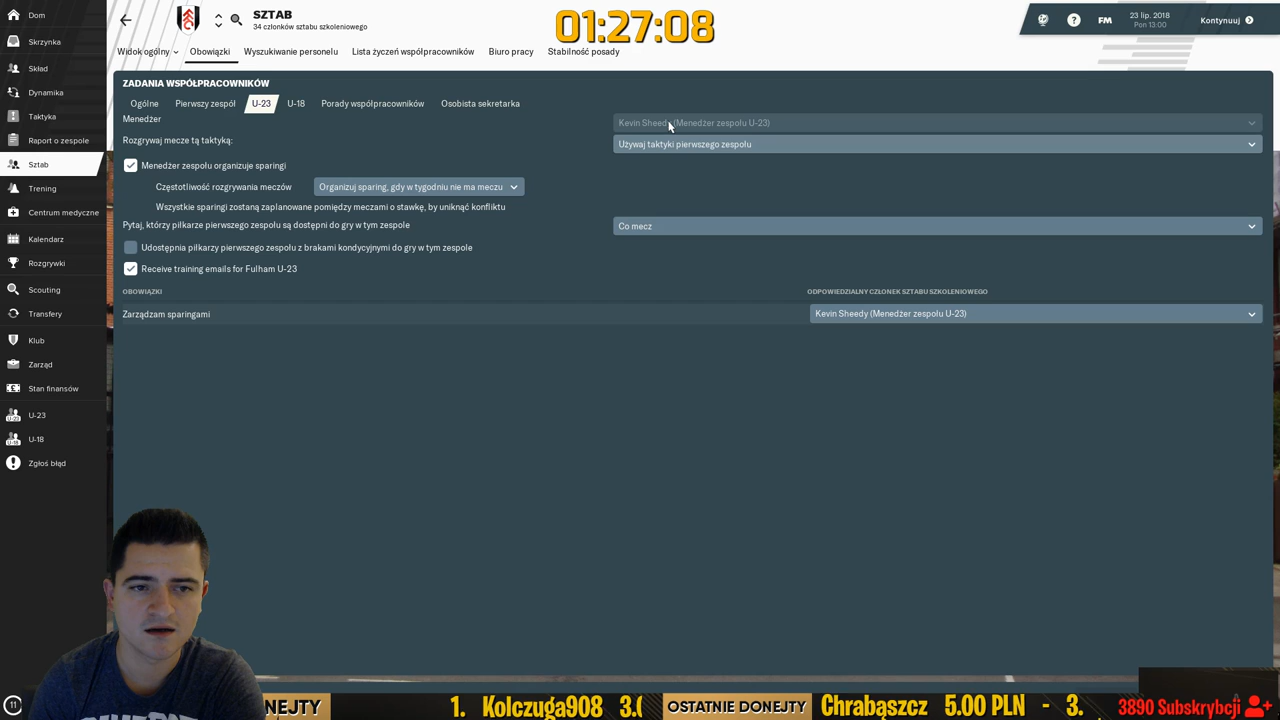 SZTAB
34 członków sztabu szkoleniowego
01:27:08
FM
23 lip. 2018
Pon 13:00
Kontynuuj
Widok ogólny
Obowiązki
Wyszukiwanie personelu
Lista życzeń współpracowników
Biuro pracy
Stabilność posady
Dom
Skrzynka
Skład
Dynamika
Taktyka
Raport o zespole
Sztab
Trening
Centrum medyczne
Kalendarz
Rozgrywki
Scouting
Transfery
Klub
Zarząd
Stan finansów
U-23
U-18
Zgłoś błąd
ZADANIA WSPÓŁPRACOWNIKÓW
Ogólne
Pierwszy zespół
U-23
U-18
Porady współpracowników
Osobista sekretarka
Menedżer
Kevin Sheedy (Menedżer zespołu U-23)
Rozgrywaj mecze tą taktyką:
Używaj taktyki pierwszego zespołu
Menedżer zespołu organizuje sparingi
Częstotliwość rozgrywania meczów
Organizuj sparing, gdy w tygodniu nie ma meczu
Wszystkie sparingi zostaną zaplanowane pomiędzy meczami o stawkę, by uniknąć konfliktu
Pytaj, którzy piłkarze pierwszego zespołu są dostępni do gry w tym zespole
Co mecz
Udostępnia piłkarzy pierwszego zespołu z brakami kondycyjnymi do gry w tym zespole
Receive training emails for Fulham U-23
OBOWIĄZKI
ODPOWIEDZIALNY CZŁONEK SZTABU SZKOLENIOWEGO
Zarządzam sparingami
Kevin Sheedy (Menedżer zespołu U-23)
11
NEJTY
1. Kolczuga908 3.
OSTATNIE DONEJTY
Chrabąszcz 5.00 PLN - 3.
3890 Subskrybcji